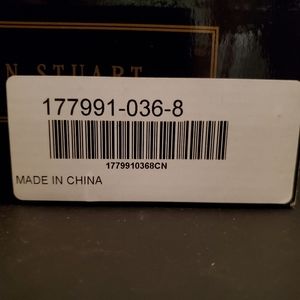 N STUART
177991-036-8
1779910368CN
MADE IN CHINA